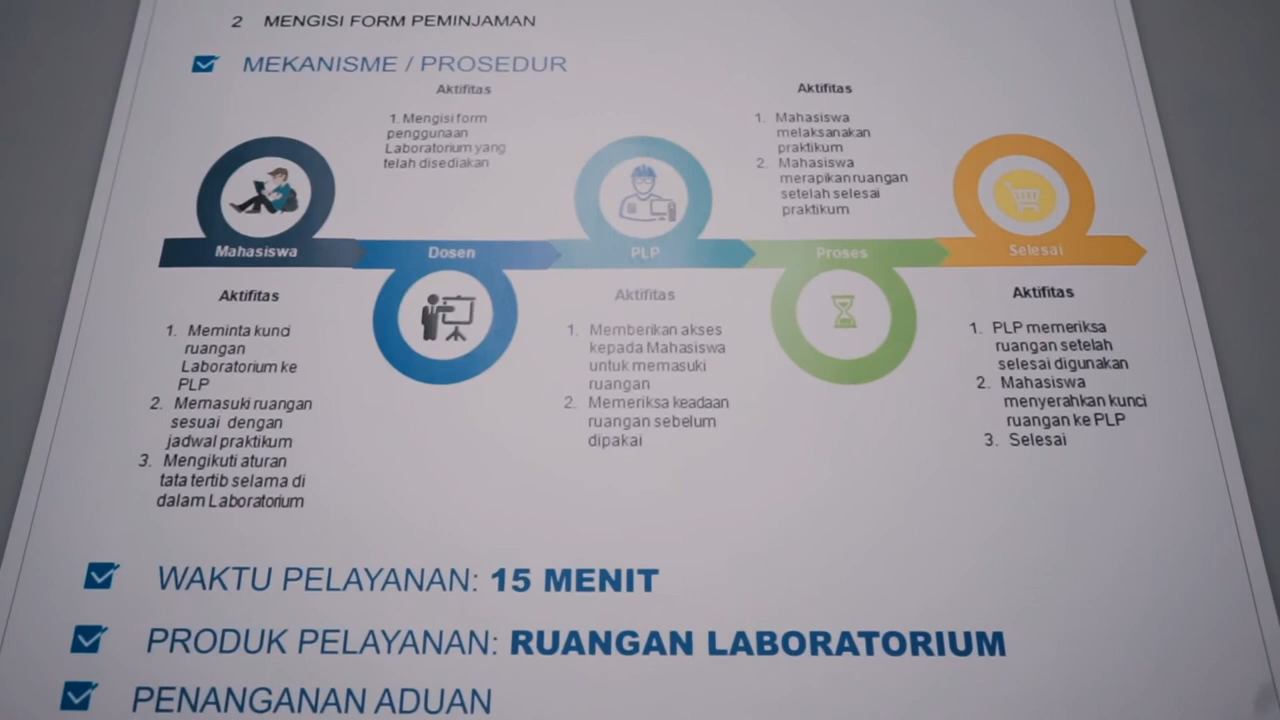 2 MENGISI FORM PEMINJAMAN
MEKANISME / PROSEDUR
Aktifitas
1. Mengisi form
penggunaan
Laboratorium yang
telah disediakan
Aktifitas
1. Mahasiswa
melaksanakan
praktikum
2. Mahasiswa
merapikan ruangan
setelah selesai
praktikum
Mahasiswa
Dosen
PLP
Proses
Selesai
Aktifitas
1. Meminta kunci
ruangan
Laboratorium ke
PLP
2. Memasuki ruangan
sesuai dengan
jadwal praktikum
3. Mengikuti aturan
tata tertib selama di
dalam Laboratorium
Aktifitas
1. Memberikan akses
kepada Mahasiswa
untuk memasuki
ruangan
2. Memeriksa keadaan
ruangan sebelum
dipakai
Aktifitas
1. PLP memeriksa
ruangan setelah
selesai digunakan
2. Mahasiswa
menyerahkan kunci
ruangan ke PLP
3. Selesai
WAKTU PELAYANAN: 15 MENIT
PRODUK PELAYANAN: RUANGAN LABORATORIUM
PENANGANAN ADUAN